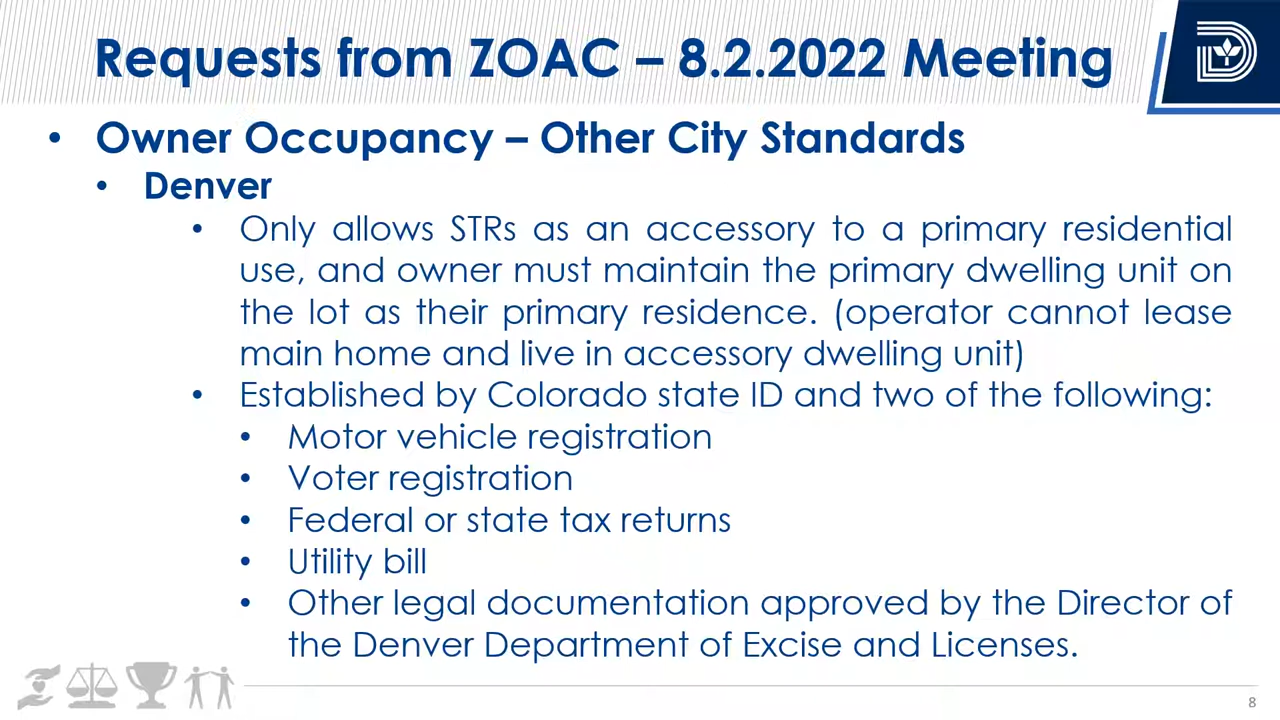 Requests from ZOAC – 8.2.2022 Meeting
• Owner Occupancy – Other City Standards
• Denver
• Only allows STRs as an accessory to a primary residential
use, and owner must maintain the primary dwelling unit on
the lot as their primary residence. (operator cannot lease
main home and live in accessory dwelling unit)
• Established by Colorado state ID and two of the following:
• Motor vehicle registration
• Voter registration
• Federal or state tax returns
• Utility bill
• Other legal documentation approved by the Director of
the Denver Department of Excise and Licenses.
8